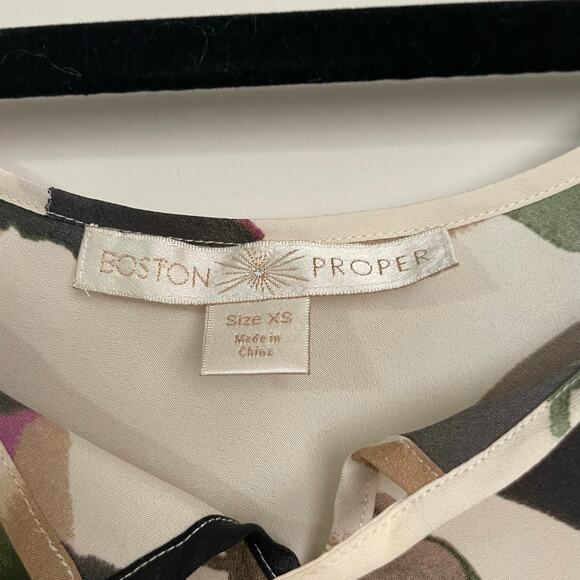 BOSTON PROPER
Size XS
Made in
China